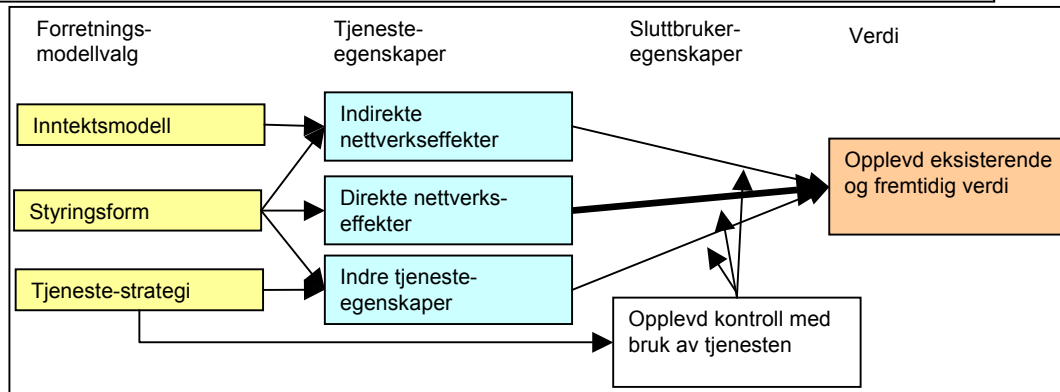 Forretnings-
modellvalg
Tjeneste-
egenskaper
Sluttbruker-
egenskaper
Verdi
Inntektsmodell
Styringsform
Tjeneste-strategi
Indirekte
nettverkseffekter
Direkte nettverks-
effekter
Indre tjeneste-
egenskaper
Opplevd kontroll med
bruk av tjenesten
Opplevd eksisterende
og fremtidig verdi